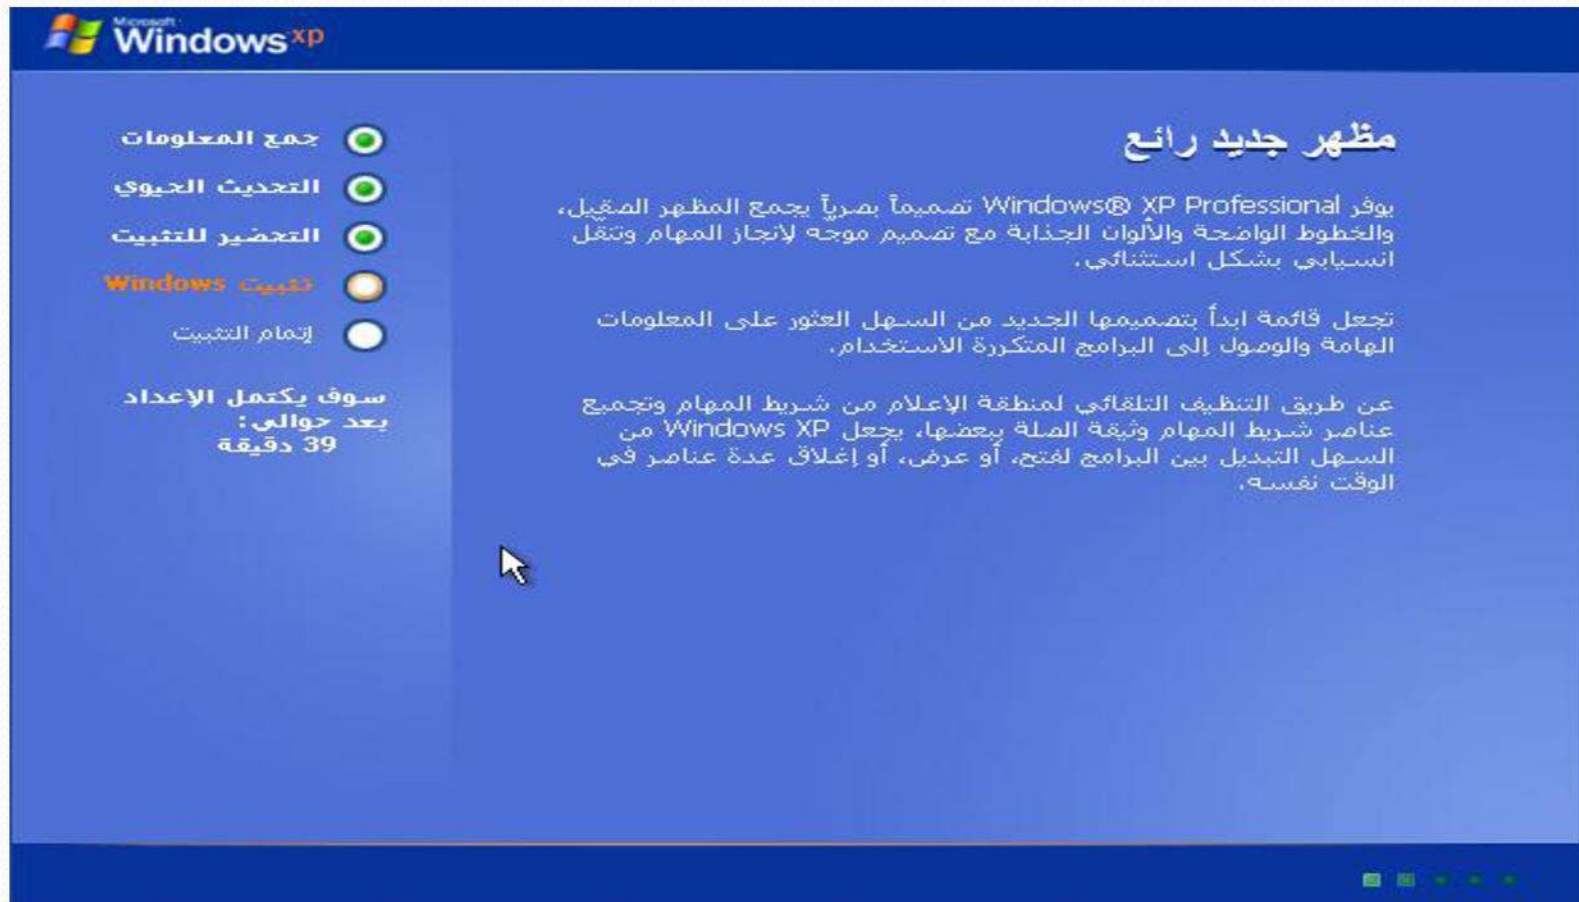 Microsoft
Windows xp
جمع المعلومات
التحديث الحيوي
التحضير للتثبيت
تثبيت Windows
إتمام التثبيت
سوف يكتمل الإعداد
بعد حوالي:
39 دقيقة
مظهر جديد رائع
يوفر Windows® XP Professional تصميماً بصرياً يجمع المظهر الصقيل،
والخطوط الواضحة والألوان الجذابة مع تصميم موجه لإنجاز المهام وتنقل
انسيابي بشكل استثنائي.
تجعل قائمة ابدأ بتصميمها الجديد من السهل العثور على المعلومات
الهامة والوصول إلى البرامج المتكررة الاستخدام.
عن طريق التنظيف التلقائي لمنطقة الإعلام من شريط المهام وتجميع
عناصر شريط المهام وثيقة الصلة ببعضها، يجعل Windows XP من
السهل التبديل بين البرامج لفتح، أو عرض، أو إغلاق عدة عناصر في
الوقت نفسه.